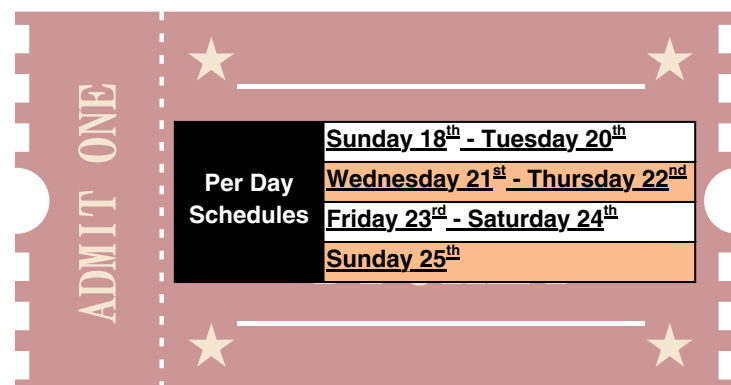 ADMIT ONE
Per Day
Schedules
Sunday 18th - Tuesday 20th
Wednesday 21st - Thursday 22nd
Friday 23rd - Saturday 24th
Sunday 25th